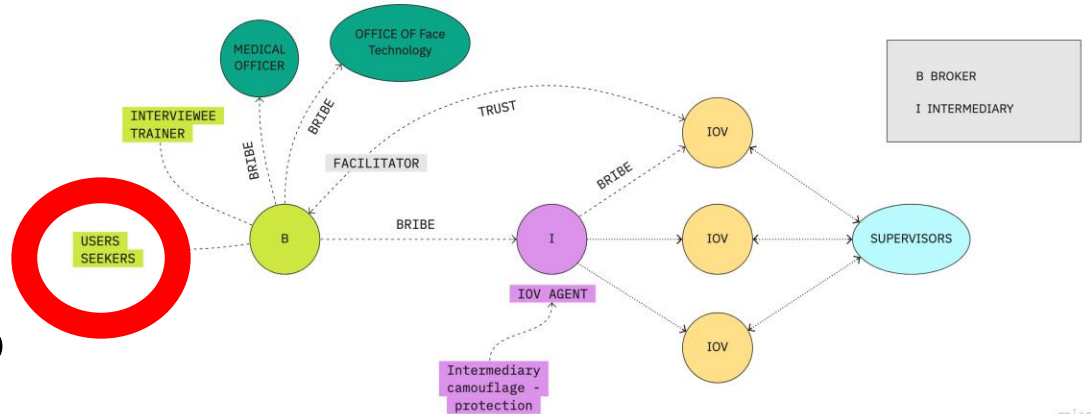 MEDICAL
OFFICER
OFFICE OF Face
Technology
B BROKER
I INTERMEDIARY
INTERVIEWEE
TRAINER
BRIBE
BRIBE
TRUST
FACILITATOR
IOV
BRIBE
USERS
SEEKERS
B
BRIBE
I
IOV
SUPERVISORS
IOV AGENT
IOV
Intermediary
camouflage -
protection